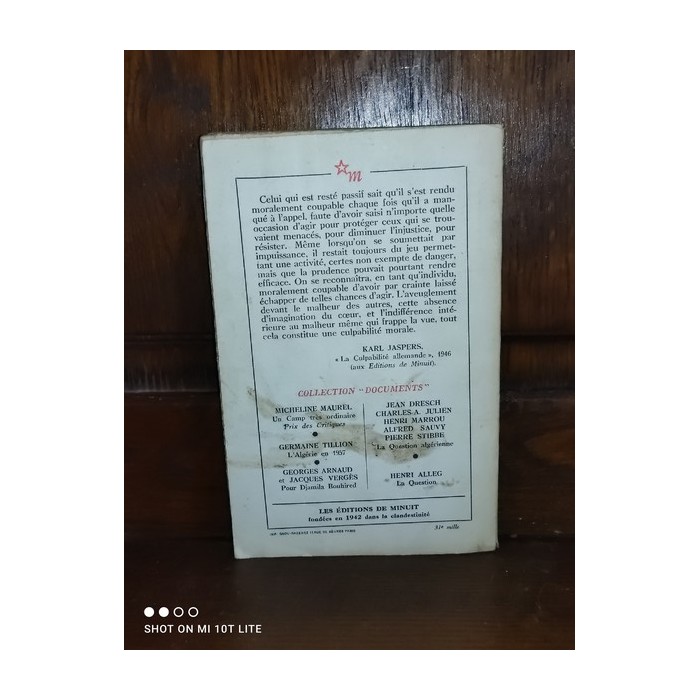 m
Celui qui est resté passif sait qu'il s'est rendu
moralement coupable chaque fois qu'il a man-
qué à l'appel, faute d'avoir saisi n'importe quelle
occasion d'agir pour protéger ceux qui se trou-
vaient menacés, pour diminuer l'injustice, pour
résister. Même lorsqu'on se soumettait par
impuissance, il restait toujours du jeu permet-
tant une activité, certes non exempte de danger,
mais que la prudence pouvait pourtant rendre
efficace. On se reconnaîtra, en tant qu'individu,
moralement coupable d'avoir par crainte laissé
échapper de telles chances d'agir. L'aveuglement
devant le malheur des autres, cette absence
d'imagination du cœur, et l'indifférence inté-
rieure au malheur même qui frappe la vue, tout
cela constitue une culpabilité morale.
KARL JASPERS,
« La Culpabilité allemande », 1946
(aux Editions de Minuit).
COLLECTION "DOCUMENTS"
MICHELINE MAUREL
Un Camp très ordinaire
Prix des Critiques
GERMAINE TILLION
L'Algérie en 1957
GEORGES ARNAUD
et JACQUES VERGÈS
Pour Djamila Bouhired
JEAN DRESCH
CHARLES-A. JULIEN
HENRI MARROU
ALFRED SAUVY
PIERRE STIBBE
La Question algérienne
HENRI ALLEG
La Question
LES ÉDITIONS DE MINUIT
fondées en 1942 dans la clandestinité
51e mille
SHOT ON MI 10T LITE